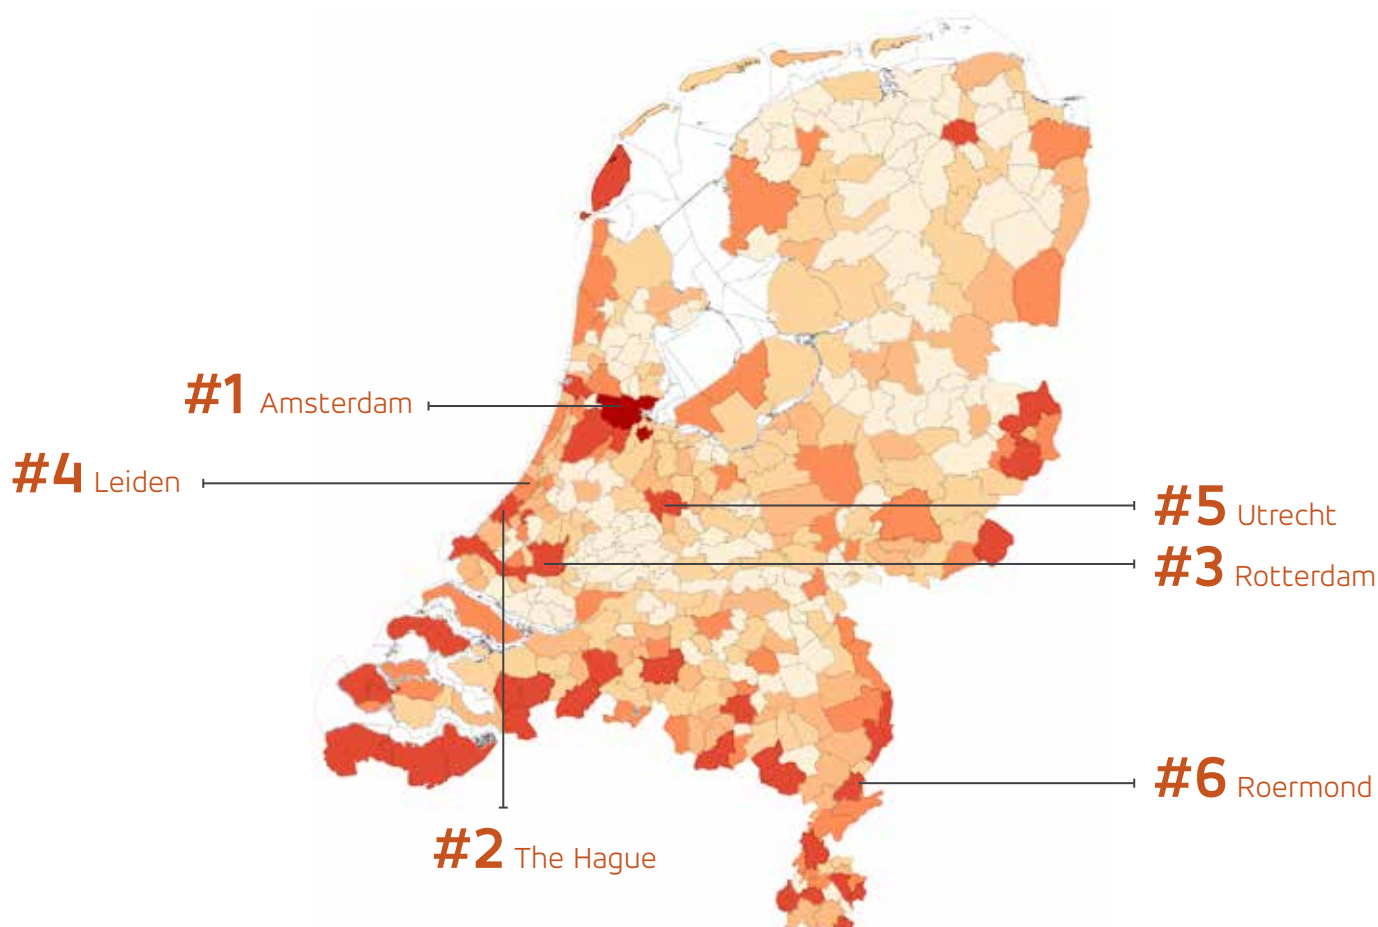 #1 Amsterdam
#4 Leiden
#5 Utrecht
#3 Rotterdam
#6 Roermond
#2 The Hague